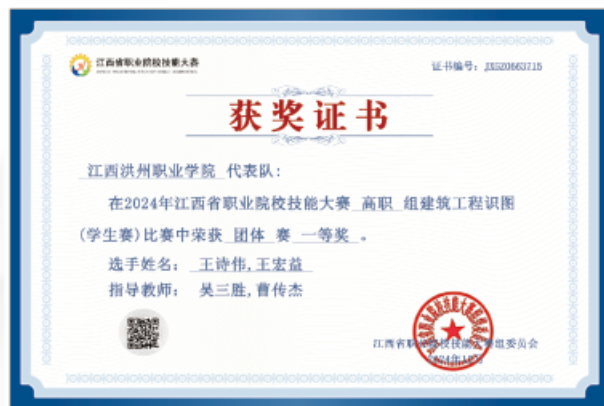 江西省职业院校技能大赛
证书编号：JXS20663715
获奖证书
江西洪州职业学院 代表队：
在2024年江西省职业院校技能大赛 高职 组建筑工程识图
(学生赛)比赛中荣获 团体 赛 一等奖 。
选手姓名： 王诗伟,王宏益
指导教师： 吴三胜,曹传杰
江西省职业院校技能大赛组委员会